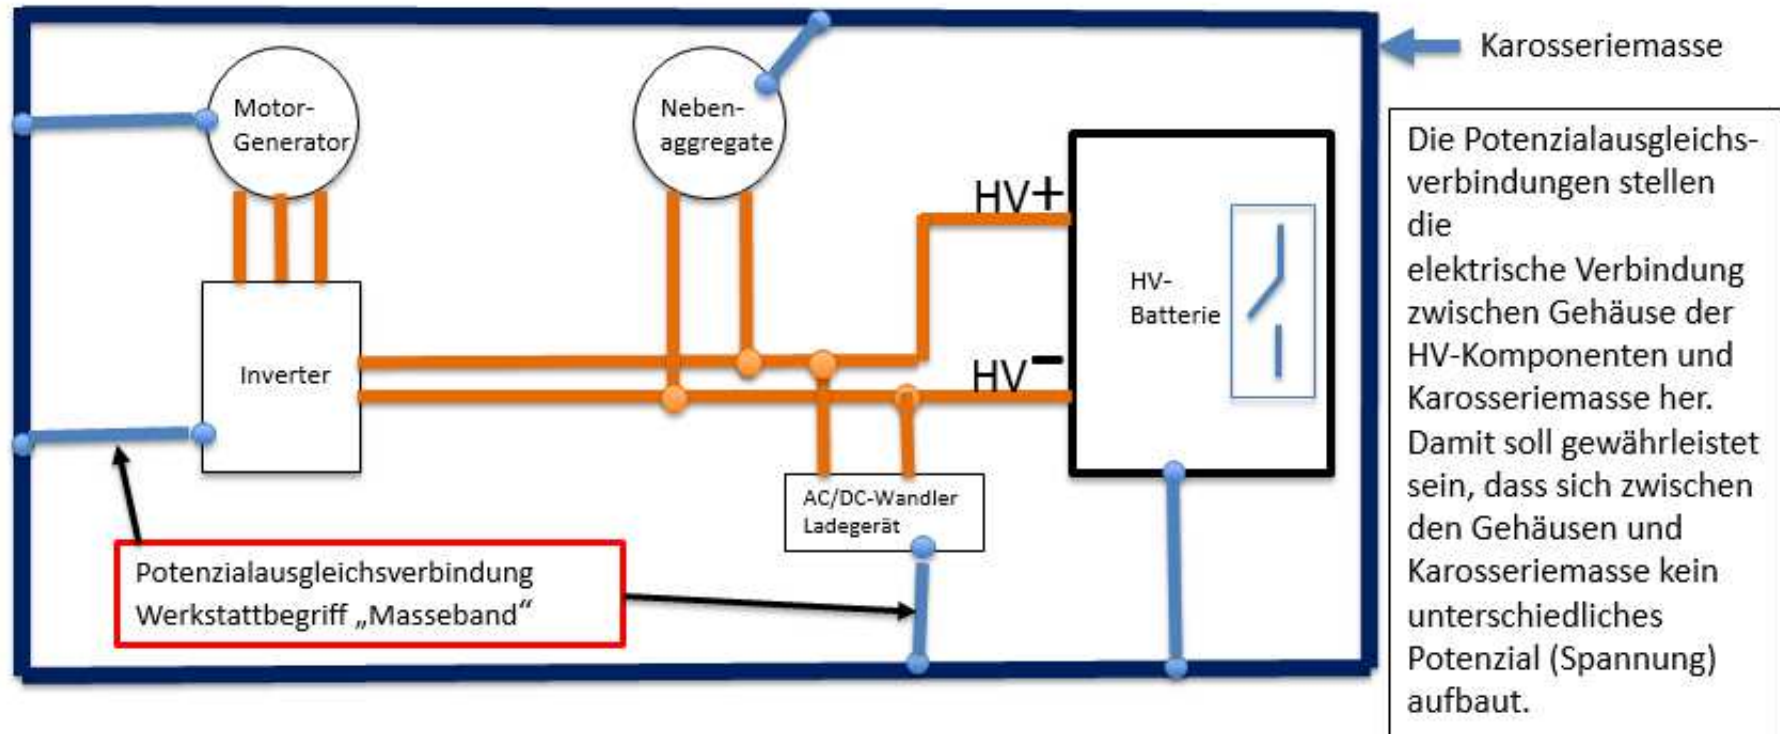 Karosseriemasse
Motor-
Generator
Neben-
aggregate
HV+
HV-
Batterie
HV−
Inverter
AC/DC-Wandler
Ladegerät
Potenzialausgleichsverbindung
Werkstattbegriff „Masseband“
Die Potenzialausgleichs-
verbindungen stellen
die
elektrische Verbindung
zwischen Gehäuse der
HV-Komponenten und
Karosseriemasse her.
Damit soll gewährleistet
sein, dass sich zwischen
den Gehäusen und
Karosseriemasse kein
unterschiedliches
Potenzial (Spannung)
aufbaut.